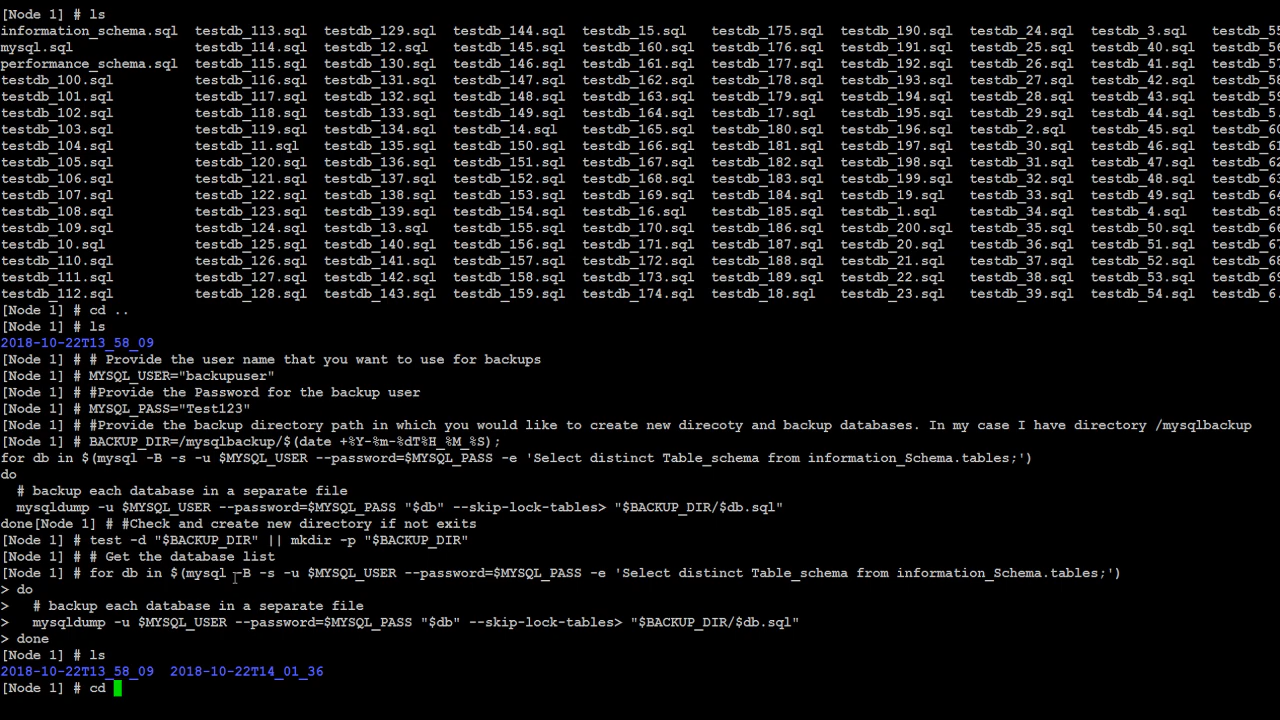 [Node 1] # ls
information_schema.sql testdb_113.sql testdb_129.sql testdb_144.sql testdb_15.sql testdb_175.sql testdb_190.sql testdb_24.sql testdb_3.sql
mysql.sql testdb_114.sql testdb_12.sql testdb_145.sql testdb_160.sql testdb_176.sql testdb_191.sql testdb_25.sql testdb_40.sql
performance_schema.sql testdb_115.sql testdb_130.sql testdb_146.sql testdb_161.sql testdb_177.sql testdb_192.sql testdb_26.sql testdb_41.sql
testdb_100.sql testdb_116.sql testdb_131.sql testdb_147.sql testdb_162.sql testdb_178.sql testdb_193.sql testdb_27.sql testdb_42.sql
testdb_101.sql testdb_117.sql testdb_132.sql testdb_148.sql testdb_163.sql testdb_179.sql testdb_194.sql testdb_28.sql testdb_43.sql
testdb_102.sql testdb_118.sql testdb_133.sql testdb_149.sql testdb_164.sql testdb_17.sql testdb_195.sql testdb_29.sql testdb_44.sql
testdb_103.sql testdb_119.sql testdb_134.sql testdb_14.sql testdb_165.sql testdb_180.sql testdb_196.sql testdb_2.sql testdb_45.sql
testdb_104.sql testdb_11.sql testdb_135.sql testdb_150.sql testdb_166.sql testdb_181.sql testdb_197.sql testdb_30.sql testdb_46.sql
testdb_105.sql testdb_120.sql testdb_136.sql testdb_151.sql testdb_167.sql testdb_182.sql testdb_198.sql testdb_31.sql testdb_47.sql
testdb_106.sql testdb_121.sql testdb_137.sql testdb_152.sql testdb_168.sql testdb_183.sql testdb_199.sql testdb_32.sql testdb_48.sql
testdb_107.sql testdb_122.sql testdb_138.sql testdb_153.sql testdb_169.sql testdb_184.sql testdb_19.sql testdb_33.sql testdb_49.sql
testdb_108.sql testdb_123.sql testdb_139.sql testdb_154.sql testdb_16.sql testdb_185.sql testdb_1.sql testdb_34.sql testdb_4.sql
testdb_109.sql testdb_124.sql testdb_13.sql testdb_155.sql testdb_170.sql testdb_186.sql testdb_200.sql testdb_35.sql testdb_50.sql
testdb_10.sql testdb_125.sql testdb_140.sql testdb_156.sql testdb_171.sql testdb_187.sql testdb_20.sql testdb_36.sql testdb_51.sql
testdb_110.sql testdb_126.sql testdb_141.sql testdb_157.sql testdb_172.sql testdb_188.sql testdb_21.sql testdb_37.sql testdb_52.sql
testdb_111.sql testdb_127.sql testdb_142.sql testdb_158.sql testdb_173.sql testdb_189.sql testdb_22.sql testdb_38.sql testdb_53.sql
testdb_112.sql testdb_128.sql testdb_143.sql testdb_159.sql testdb_174.sql testdb_18.sql testdb_23.sql testdb_39.sql testdb_54.sql
[Node 1] # cd ..
[Node 1] # ls
2018-10-22T13_58_09
[Node 1] # # Provide the user name that you want to use for backups
[Node 1] # MYSQL_USER="backupuser"
[Node 1] # #Provide the Password for the backup user
[Node 1] # MYSQL_PASS="Test123"
[Node 1] # #Provide the backup directory path in which you would like to create new direcoty and backup databases. In my case I have directory /mysqlbackup
[Node 1] # BACKUP_DIR=/mysqlbackup/$(date +%Y-%m-%dT%H_%M_%S);
for db in $(mysql -B -s -u $MYSQL_USER --password=$MYSQL_PASS -e 'Select distinct Table_schema from information_Schema.tables;')
do
# backup each database in a separate file
mysqldump -u $MYSQL_USER --password=$MYSQL_PASS "$db" --skip-lock-tables> "$BACKUP_DIR/$db.sql"
done[Node 1] # #Check and create new directory if not exits
[Node 1] # test -d "$BACKUP_DIR" || mkdir -p "$BACKUP_DIR"
[Node 1] # # Get the database list
[Node 1] # for db in $(mysql -B -s -u $MYSQL_USER --password=$MYSQL_PASS -e 'Select distinct Table_schema from information_Schema.tables;')
> do
> # backup each database in a separate file
> mysqldump -u $MYSQL_USER --password=$MYSQL_PASS "$db" --skip-lock-tables> "$BACKUP_DIR/$db.sql"
> done
[Node 1] # ls
2018-10-22T13_58_09 2018-10-22T14_01_36
[Node 1] # cd